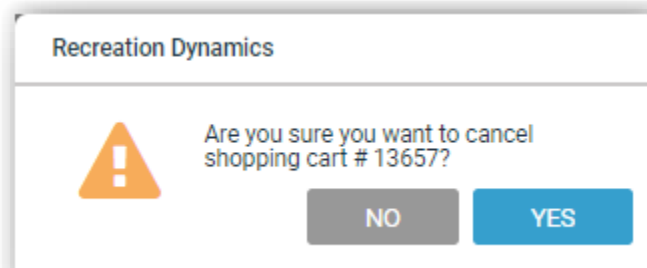 Recreation Dynamics
Are you sure you want to cancel
shopping cart # 13657?
NO YES